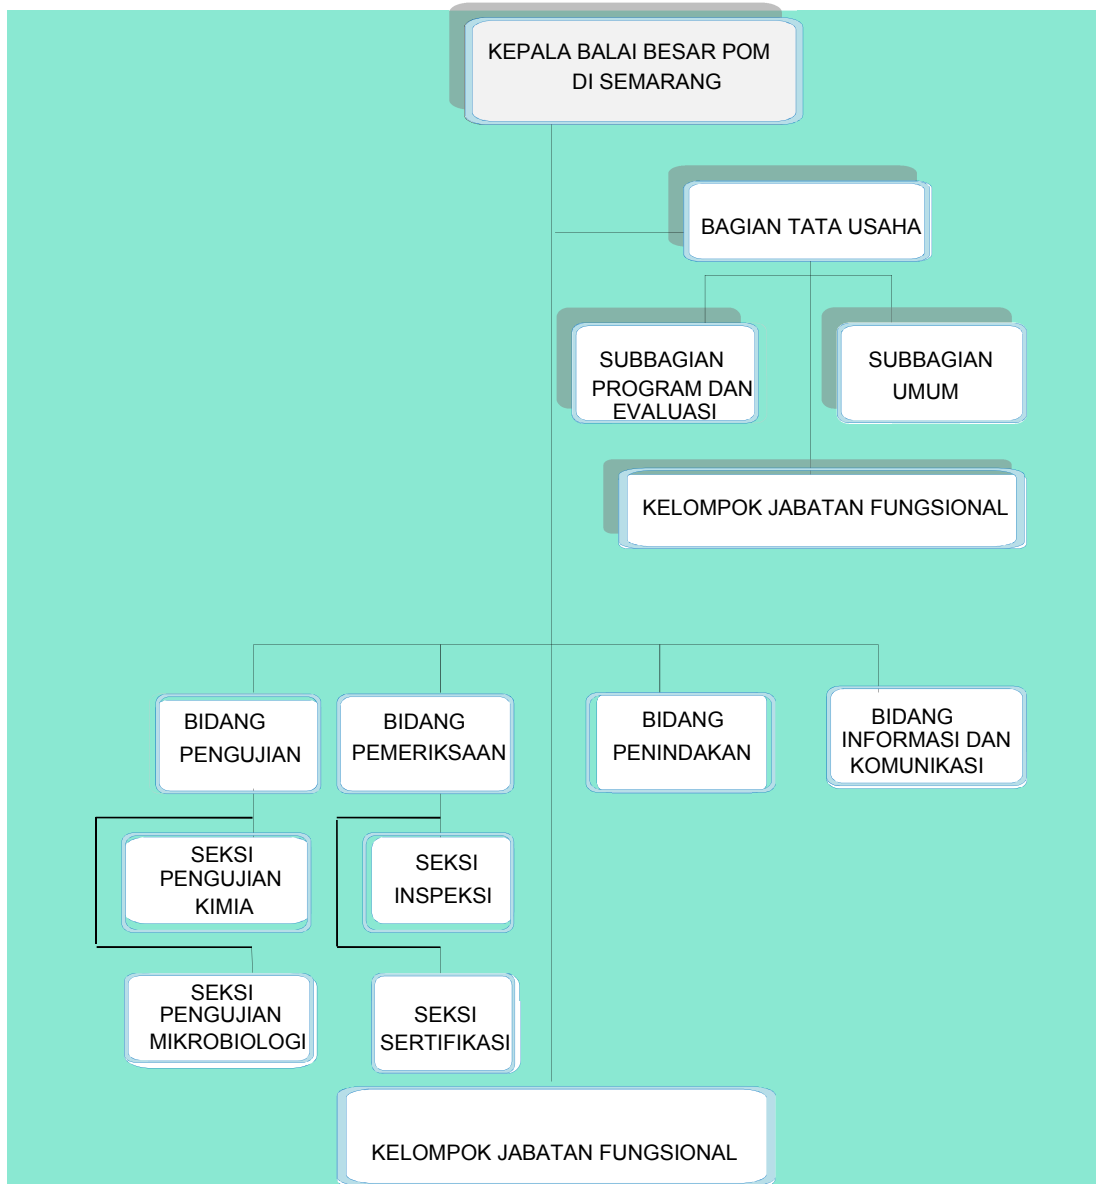 KEPALA BALAI BESAR POM
DI SEMARANG
BAGIAN TATA USAHA
SUBBAGIAN
PROGRAM DAN
EVALUASI
SUBBAGIAN
UMUM
KELOMPOK JABATAN FUNGSIONAL
BIDANG
PENGUJIAN
BIDANG
PEMERIKSAAN
BIDANG
PENINDAKAN
BIDANG
INFORMASI DAN
KOMUNIKASI
SEKSI
PENGUJIAN
KIMIA
SEKSI
INSPEKSI
SEKSI
PENGUJIAN
MIKROBIOLOGI
SEKSI
SERTIFIKASI
KELOMPOK JABATAN FUNGSIONAL